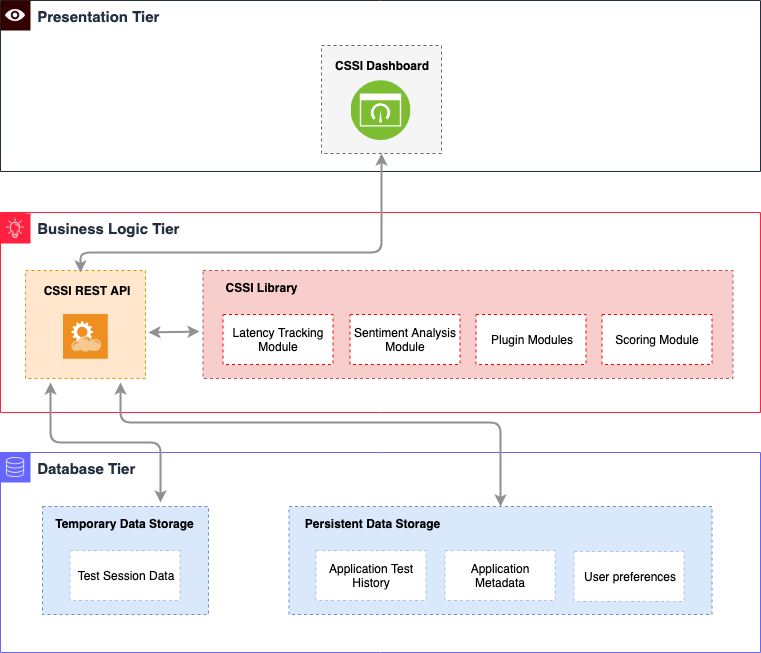 Presentation Tier
CSSI Dashboard
Business Logic Tier
CSSI REST API
CSSI Library
Latency Tracking
Module
Sentiment Analysis
Module
Plugin Modules
Scoring Module
Database Tier
Temporary Data Storage
Test Session Data
Persistent Data Storage
Application Test
History
Application
Metadata
User preferences